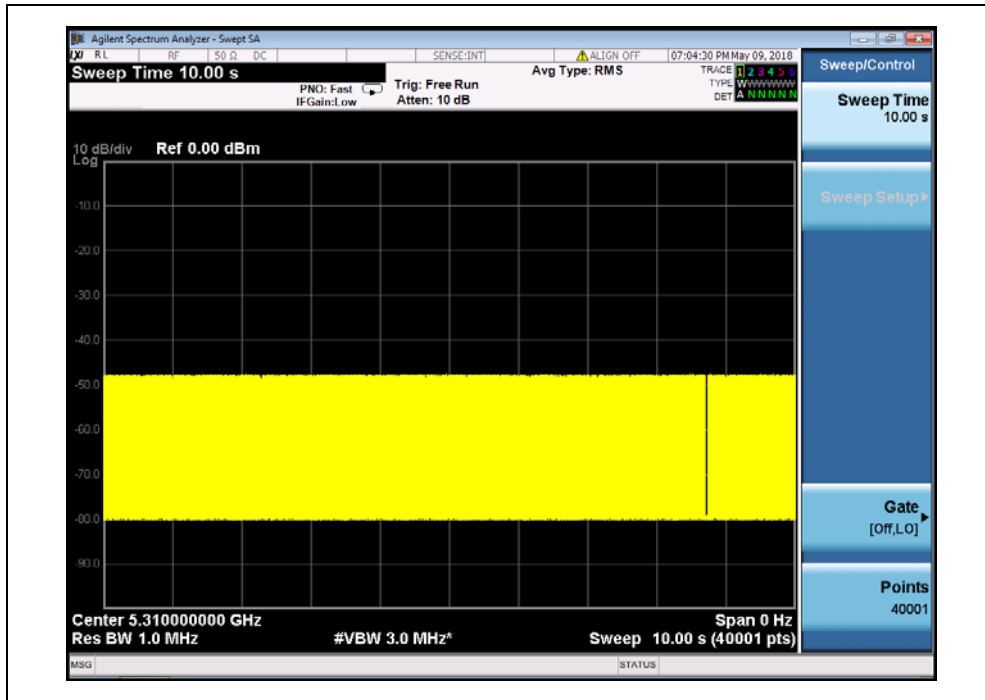 Agilent Spectrum Analyzer - Swept SA
RL RF 50 Ω DC SENSE:INT ALIGN OFF 07:04:30 PM May 09, 2018
Sweep Time 10.00 s
PNO: Fast
IFGain:Low
Trig: Free Run
Atten: 10 dB
Avg Type: RMS
TRACE 1 2 3 4 5 6
TYPE WWWWWW
DET A N N N N N
Sweep/Control
Sweep Time
10.00 s
Sweep Setup
Gate
[Off,LO]
Points
40001
10 dB/div Ref 0.00 dBm
Log
-10.0
-20.0
-30.0
-40.0
-50.0
-60.0
-70.0
-80.0
-90.0
Center 5.310000000 GHz Span 0 Hz
Res BW 1.0 MHz #VBW 3.0 MHz* Sweep 10.00 s (40001 pts)
MSG STATUS